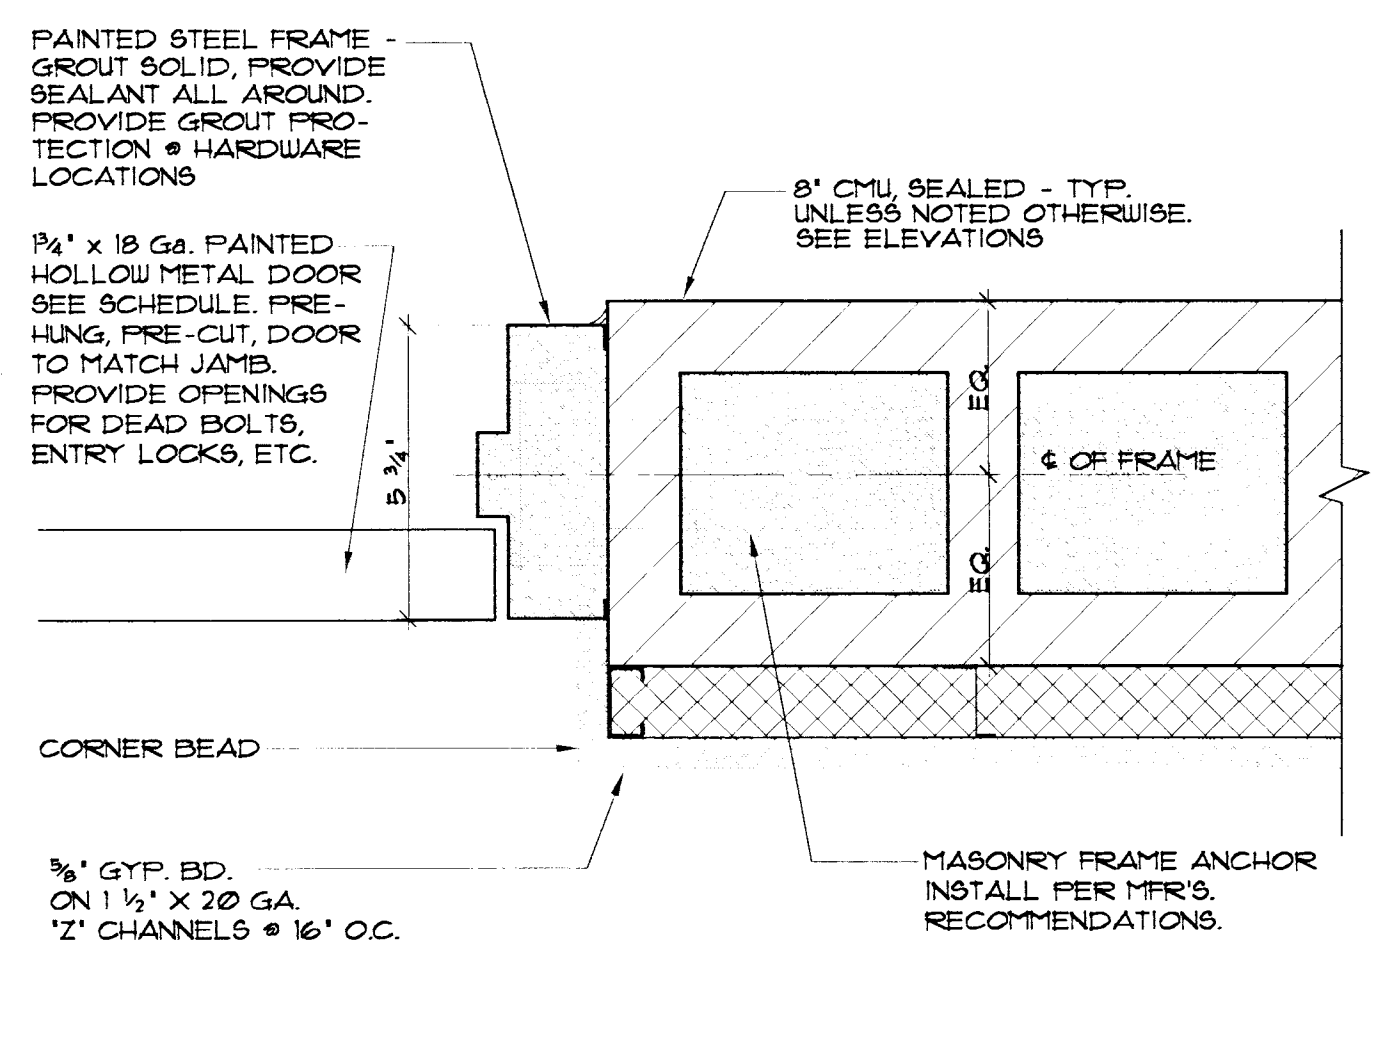 PAINTED STEEL FRAME -
GROUT SOLID, PROVIDE
SEALANT ALL AROUND.
PROVIDE GROUT PRO-
TECTION @ HARDWARE
LOCATIONS
1¾" x 18 Ga. PAINTED
HOLLOW METAL DOOR
SEE SCHEDULE. PRE-
HUNG, PRE-CUT, DOOR
TO MATCH JAMB.
PROVIDE OPENINGS
FOR DEAD BOLTS,
ENTRY LOCKS, ETC.
8" CMU, SEALED - TYP.
UNLESS NOTED OTHERWISE.
SEE ELEVATIONS
5 ¾"
EQ.
℄ OF FRAME
EQ.
CORNER BEAD
⅝" GYP. BD.
ON 1 ½" X 20 GA.
"Z" CHANNELS @ 16" O.C.
MASONRY FRAME ANCHOR
INSTALL PER MFR'S.
RECOMMENDATIONS.